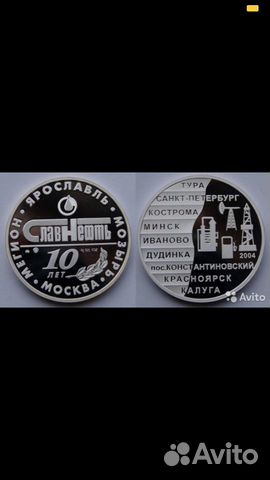 МЕГИОН • ЯРОСЛАВЛЬ • МОЗЫРЬ • МОСКВА •
СлавНефть
10
ЛЕТ
ТУРА
САНКТ-ПЕТЕРБУРГ
КОСТРОМА
МИНСК
ИВАНОВО
ДУДИНКА
2004
пос.КОНСТАНТИНОВСКИЙ
КРАСНОЯРСК
КАЛУГА
Avito
Avito